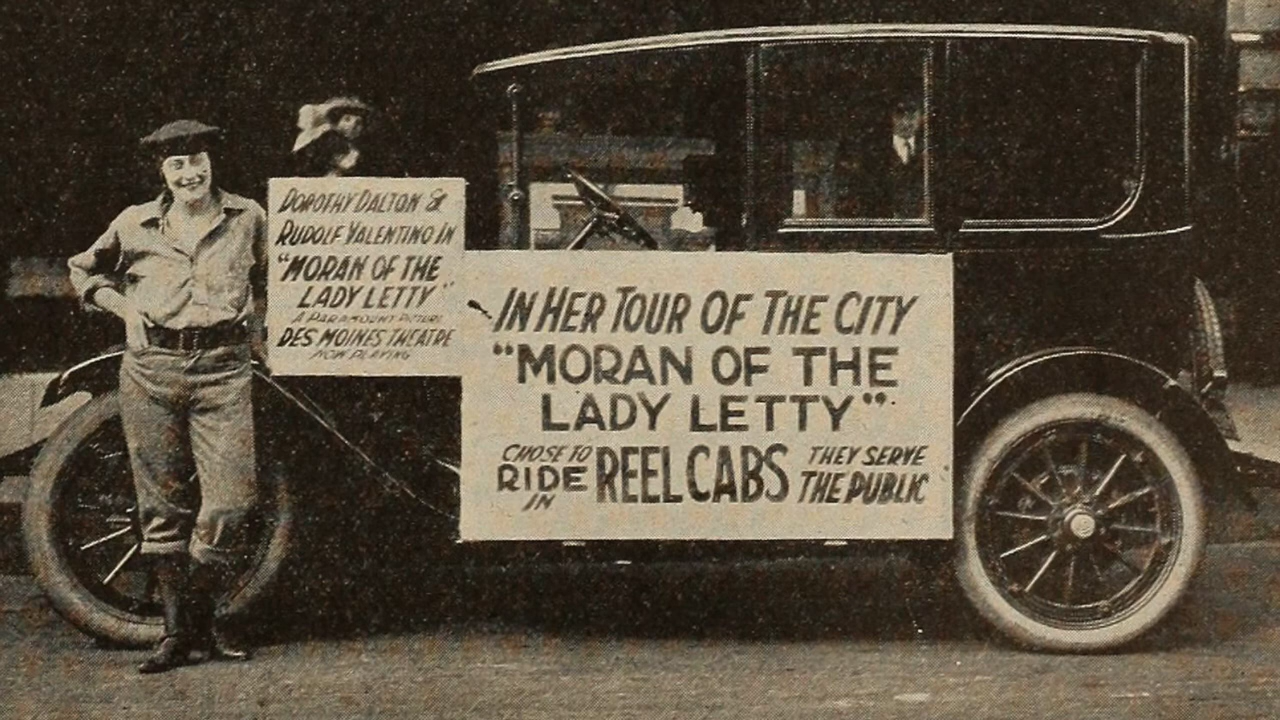 DOROTHY DALTON &
RUDOLF VALENTINO IN
"MORAN OF THE
LADY LETTY"
A PARAMOUNT PICTURE
DES MOINES THEATRE
NOW PLAYING
IN HER TOUR OF THE CITY
"MORAN OF THE
LADY LETTY"
CHOSE TO RIDE IN REEL CABS THEY SERVE THE PUBLIC